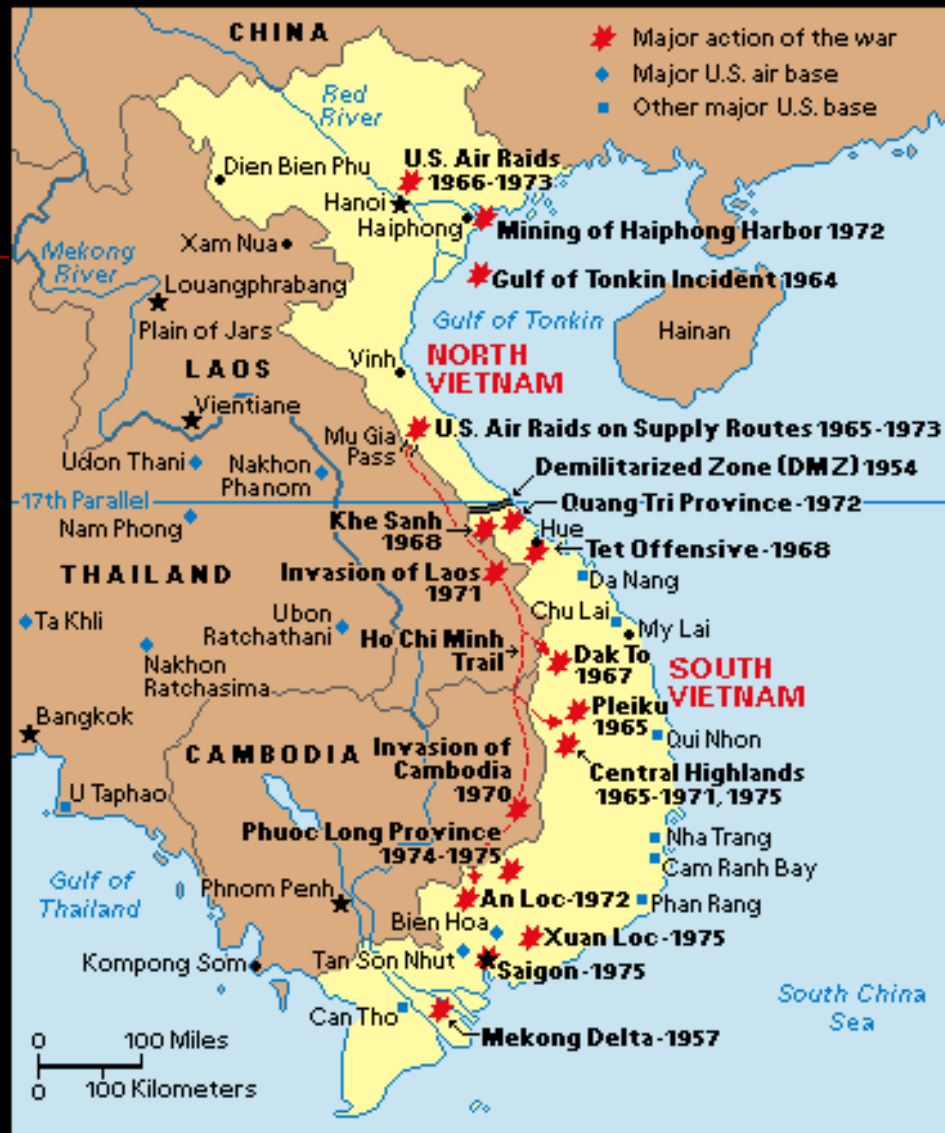 CHINA
Major action of the war
Major U.S. air base
Other major U.S. base
Red
River
Dien Bien Phu
U.S. Air Raids
1966-1973
Hanoi
Haiphong
Mining of Haiphong Harbor 1972
Xam Nua
Mekong
River
Louangphrabang
Gulf of Tonkin Incident 1964
Plain of Jars
Gulf of Tonkin
Hainan
LAOS
Vinh
NORTH
VIETNAM
Vientiane
Mu Gia
Pass
U.S. Air Raids on Supply Routes 1965-1973
Udon Thani
Nakhon
Phanom
Demilitarized Zone (DMZ) 1954
17th Parallel
Quang Tri Province-1972
Nam Phong
Khe Sanh
1968
Hue
Tet Offensive-1968
THAILAND
Invasion of Laos
1971
Da Nang
Ta Khli
Ubon
Ratchathani
Chu Lai
My Lai
Ho Chi Minh
Trail
Nakhon
Ratchasima
Dak To
1967
SOUTH
VIETNAM
Bangkok
Pleiku
1965
CAMBODIA
Invasion of
Cambodia
1970
Qui Nhon
Central Highlands
1965-1971, 1975
U Taphao
Phuoc Long Province
1974-1975
Nha Trang
Cam Ranh Bay
Gulf of
Thailand
Phnom Penh
An Loc-1972
Phan Rang
Bien Hoa
Xuan Loc-1975
Kompong Som
Tan Son Nhut
Saigon-1975
South China
Sea
Can Tho
Mekong Delta-1957
0 100 Miles
0 100 Kilometers